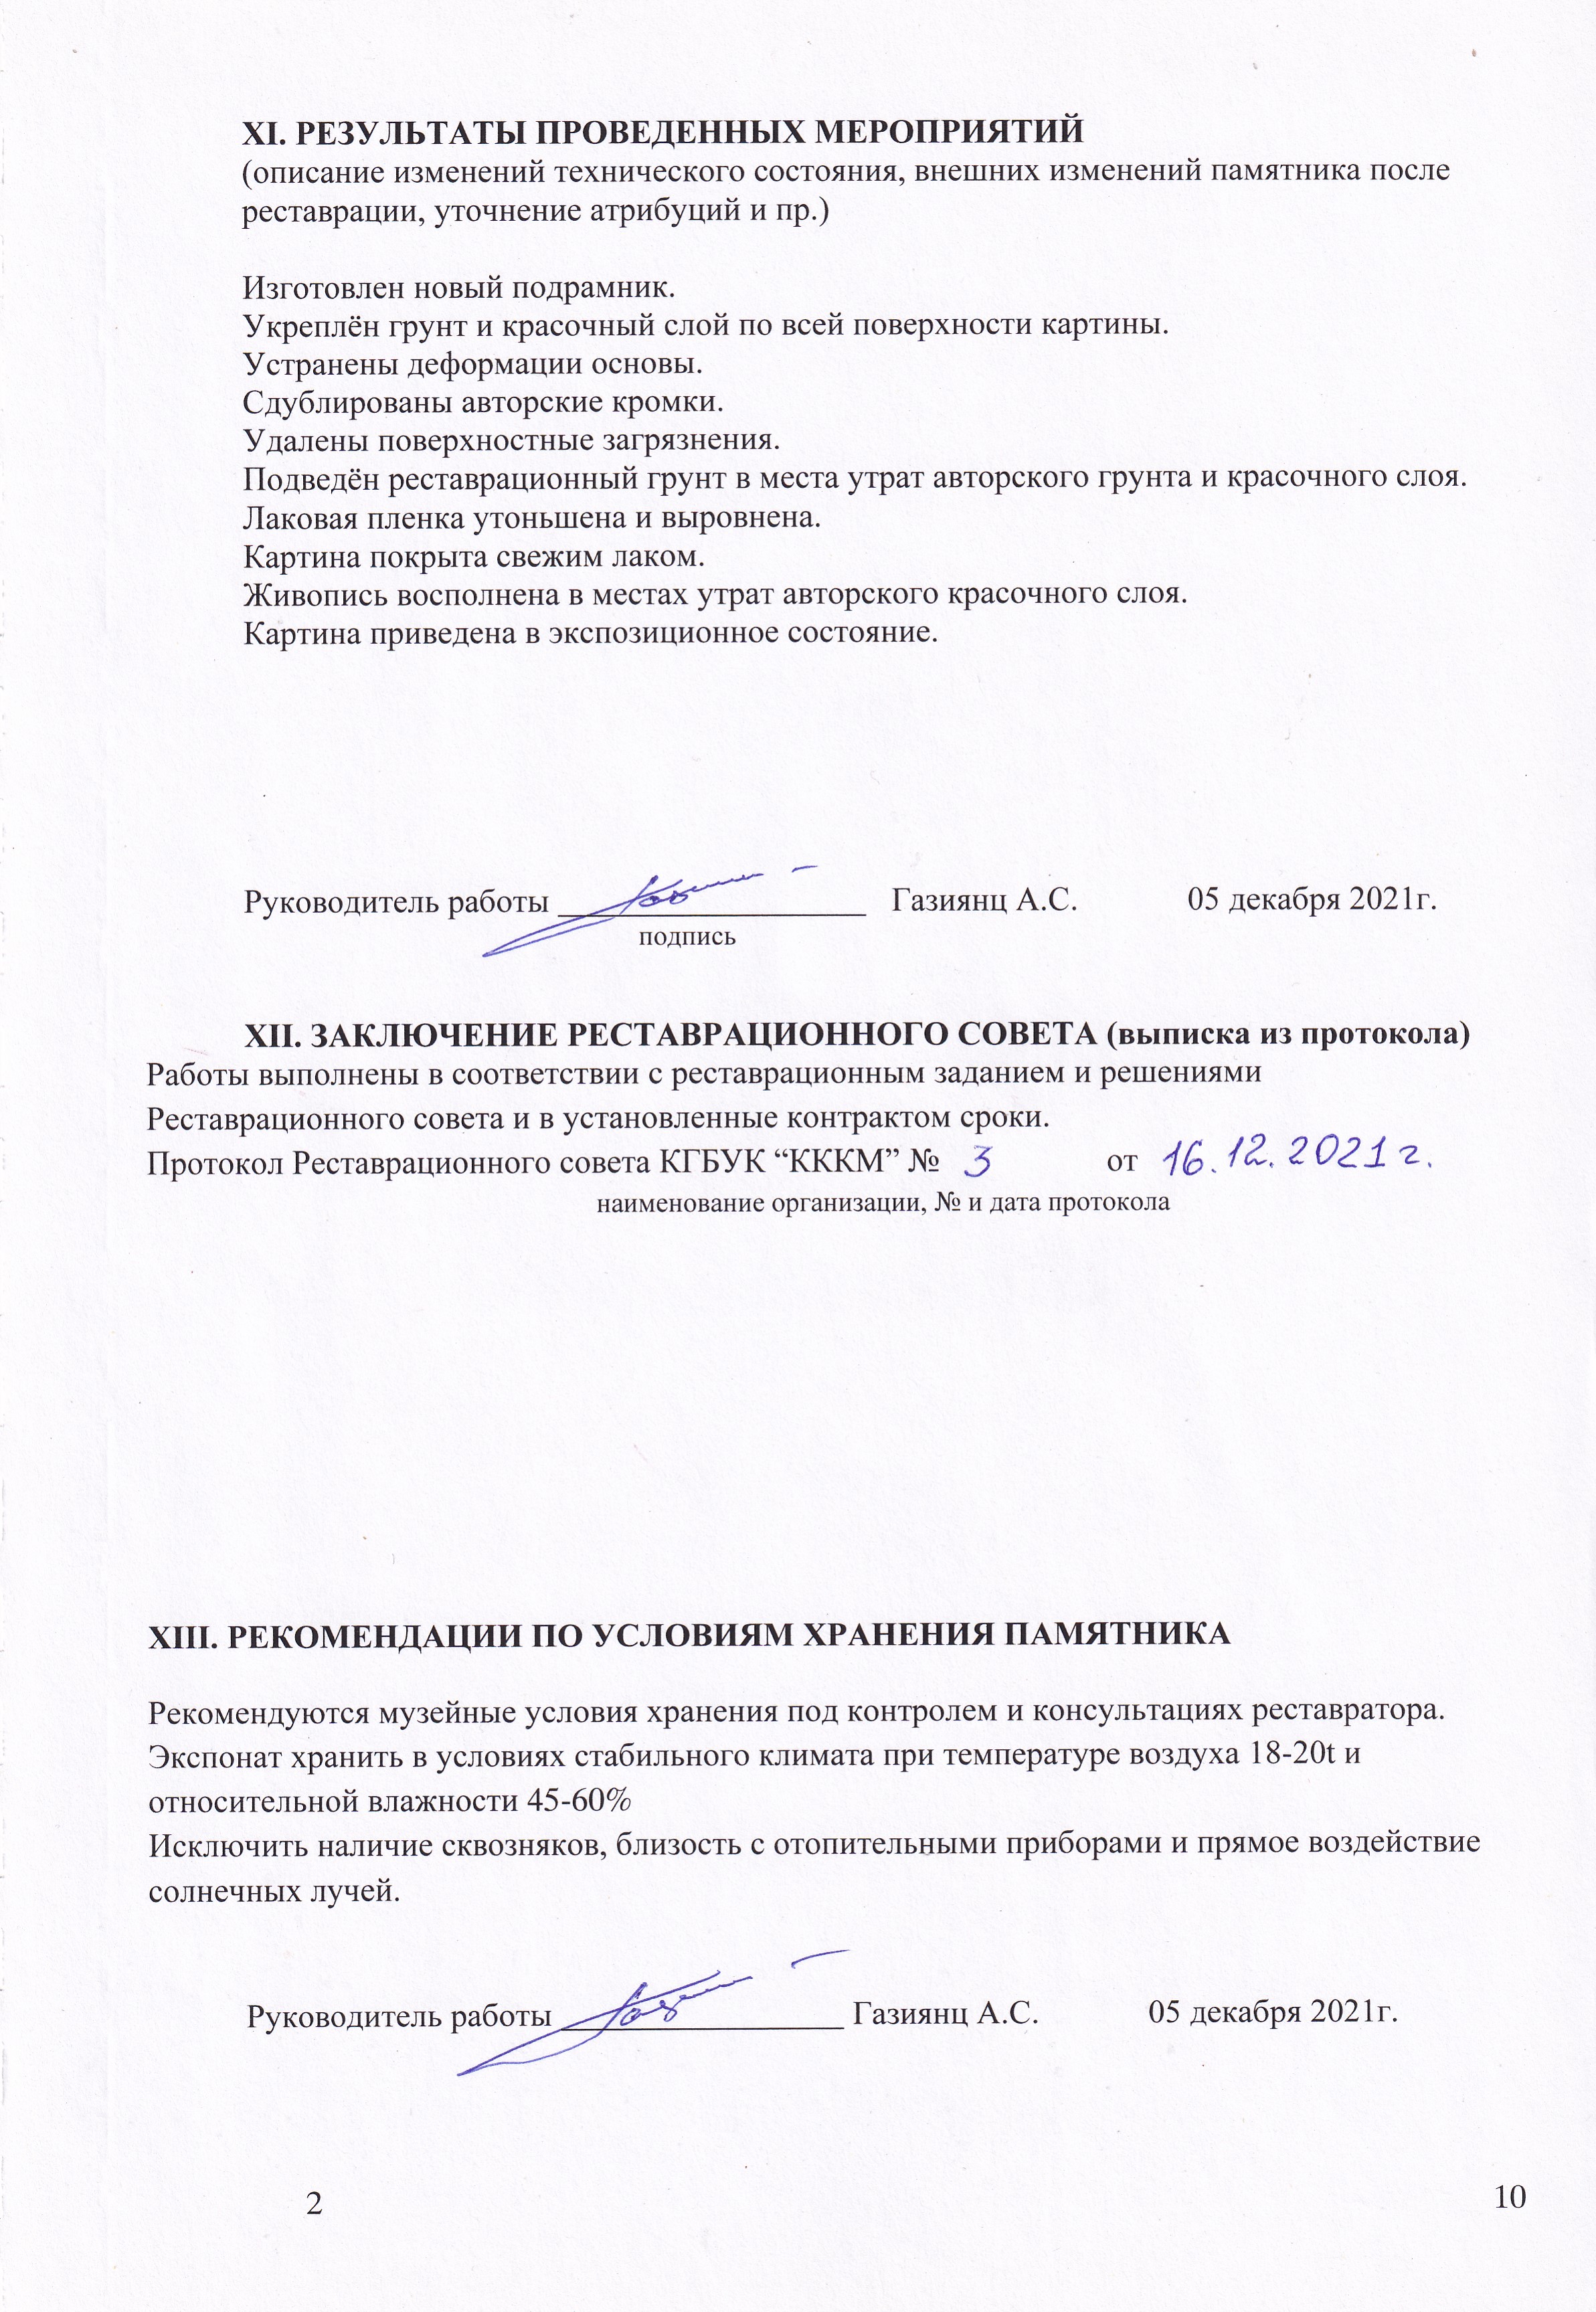 XI. РЕЗУЛЬТАТЫ ПРОВЕДЕННЫХ МЕРОПРИЯТИЙ
(описание изменений технического состояния, внешних изменений памятника после
реставрации, уточнение атрибуций и пр.)
Изготовлен новый подрамник.
Укреплён грунт и красочный слой по всей поверхности картины.
Устранены деформации основы.
Сдублированы авторские кромки.
Удалены поверхностные загрязнения.
Подведён реставрационный грунт в места утрат авторского грунта и красочного слоя.
Лаковая пленка утоньшена и выровнена.
Картина покрыта свежим лаком.
Живопись восполнена в местах утрат авторского красочного слоя.
Картина приведена в экспозиционное состояние.
Руководитель работы Газиянц А.С. 05 декабря 2021г.
подпись
XII. ЗАКЛЮЧЕНИЕ РЕСТАВРАЦИОННОГО СОВЕТА (выписка из протокола)
Работы выполнены в соответствии с реставрационным заданием и решениями
Реставрационного совета и в установленные контрактом сроки.
Протокол Реставрационного совета КГБУК “КККМ” № 3 от 16.12.2021 г.
наименование организации, № и дата протокола
XIII. РЕКОМЕНДАЦИИ ПО УСЛОВИЯМ ХРАНЕНИЯ ПАМЯТНИКА
Рекомендуются музейные условия хранения под контролем и консультациях реставратора.
Экспонат хранить в условиях стабильного климата при температуре воздуха 18-20t и
относительной влажности 45-60%
Исключить наличие сквозняков, близость с отопительными приборами и прямое воздействие
солнечных лучей.
Руководитель работы Газиянц А.С. 05 декабря 2021г.
2 10